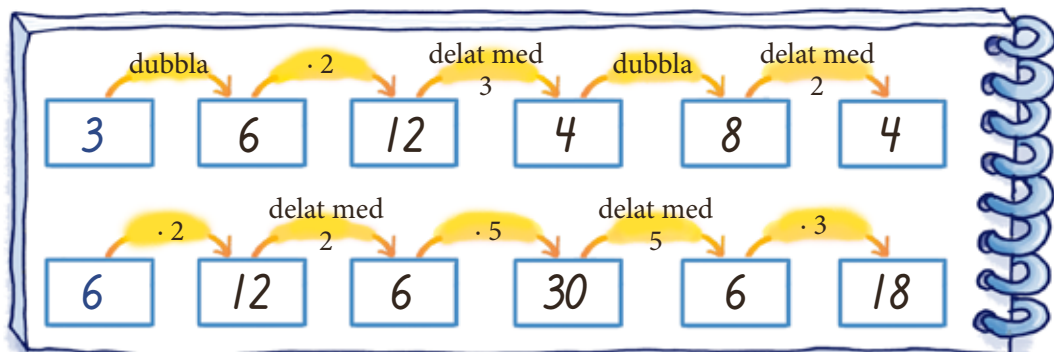 dubbla · 2 delat med 3 dubbla delat med 2
3 6 12 4 8 4
· 2 delat med 2 · 5 delat med 5 · 3
6 12 6 30 6 18